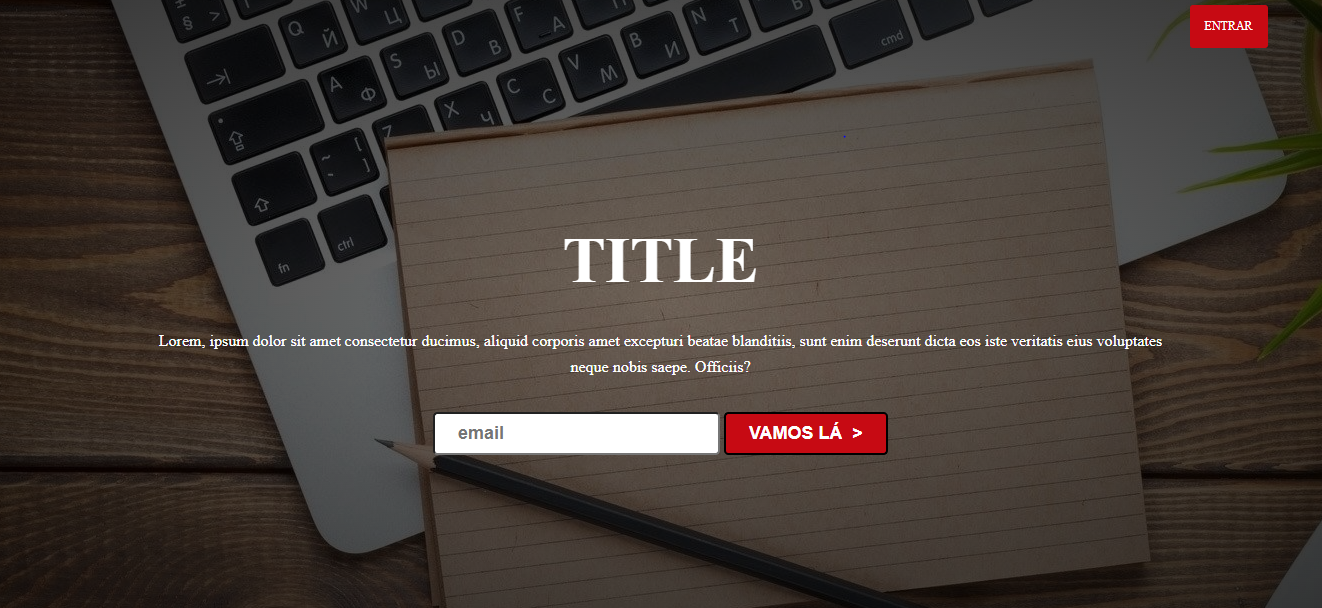 ENTRAR
§ >
Q Й
W Ц
F А
N Т
D В
S Ы
A Ф
B И
V М
C С
X Ч
Z
cmd
~ [
]
ctrl
fn
TITLE
Lorem, ipsum dolor sit amet consectetur ducimus, aliquid corporis amet excepturi beatae blanditiis, sunt enim deserunt dicta eos iste veritatis eius voluptates
neque nobis saepe. Officiis?
email
VAMOS LÁ >